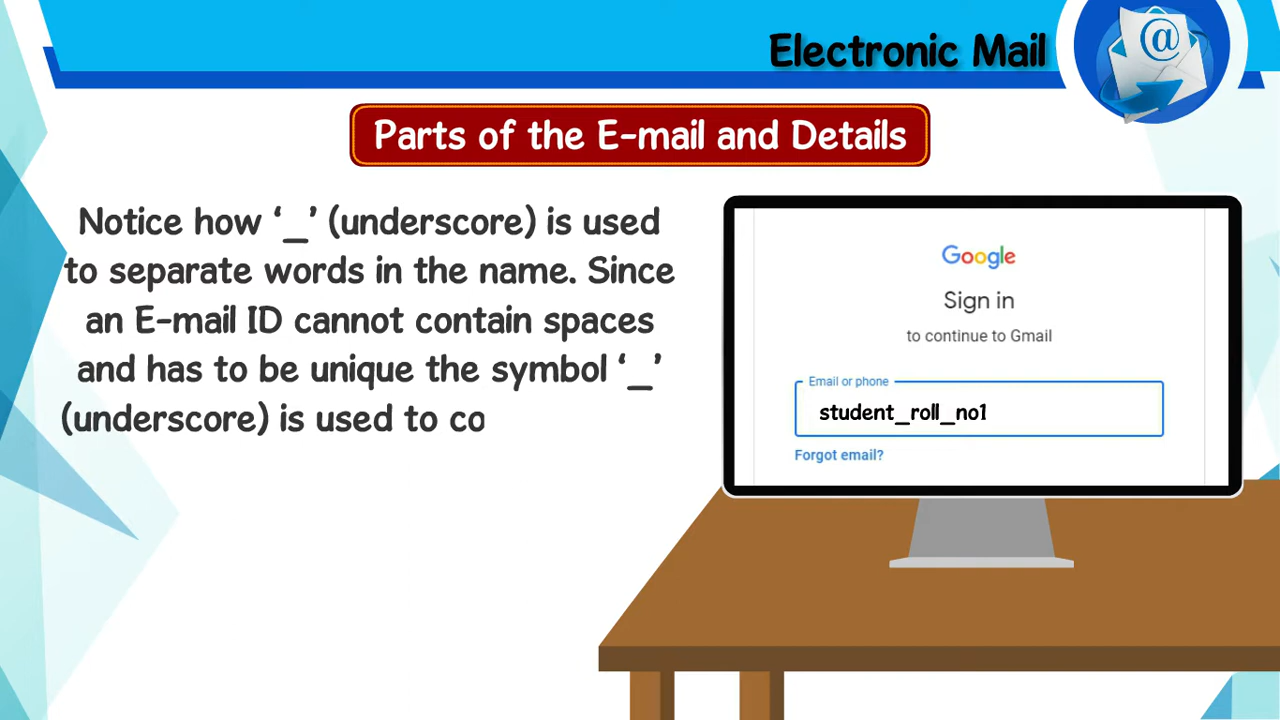 Electronic Mail
Parts of the E-mail and Details
Notice how ‘_’ (underscore) is used
to separate words in the name. Since
an E-mail ID cannot contain spaces
and has to be unique the symbol ‘_’
(underscore) is used to co
Google
Sign in
to continue to Gmail
Email or phone
student_roll_no1
Forgot email?